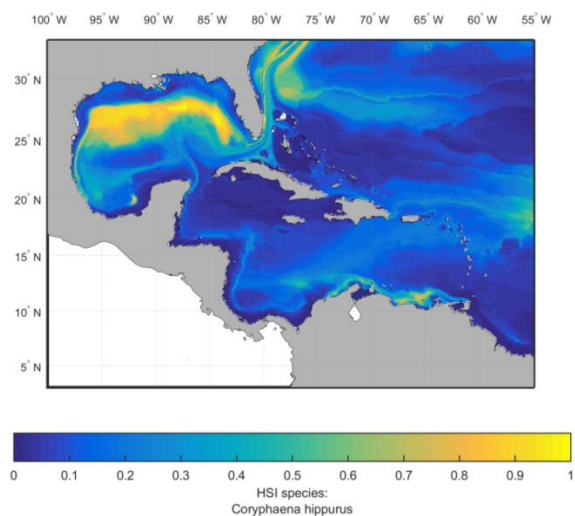 100° W 95° W 90° W 85° W 80° W 75° W 70° W 65° W 60° W 55° W
30° N
25° N
20° N
15° N
10° N
5° N
0 0.1 0.2 0.3 0.4 0.5 0.6 0.7 0.8 0.9 1
HSI species:
Coryphaena hippurus